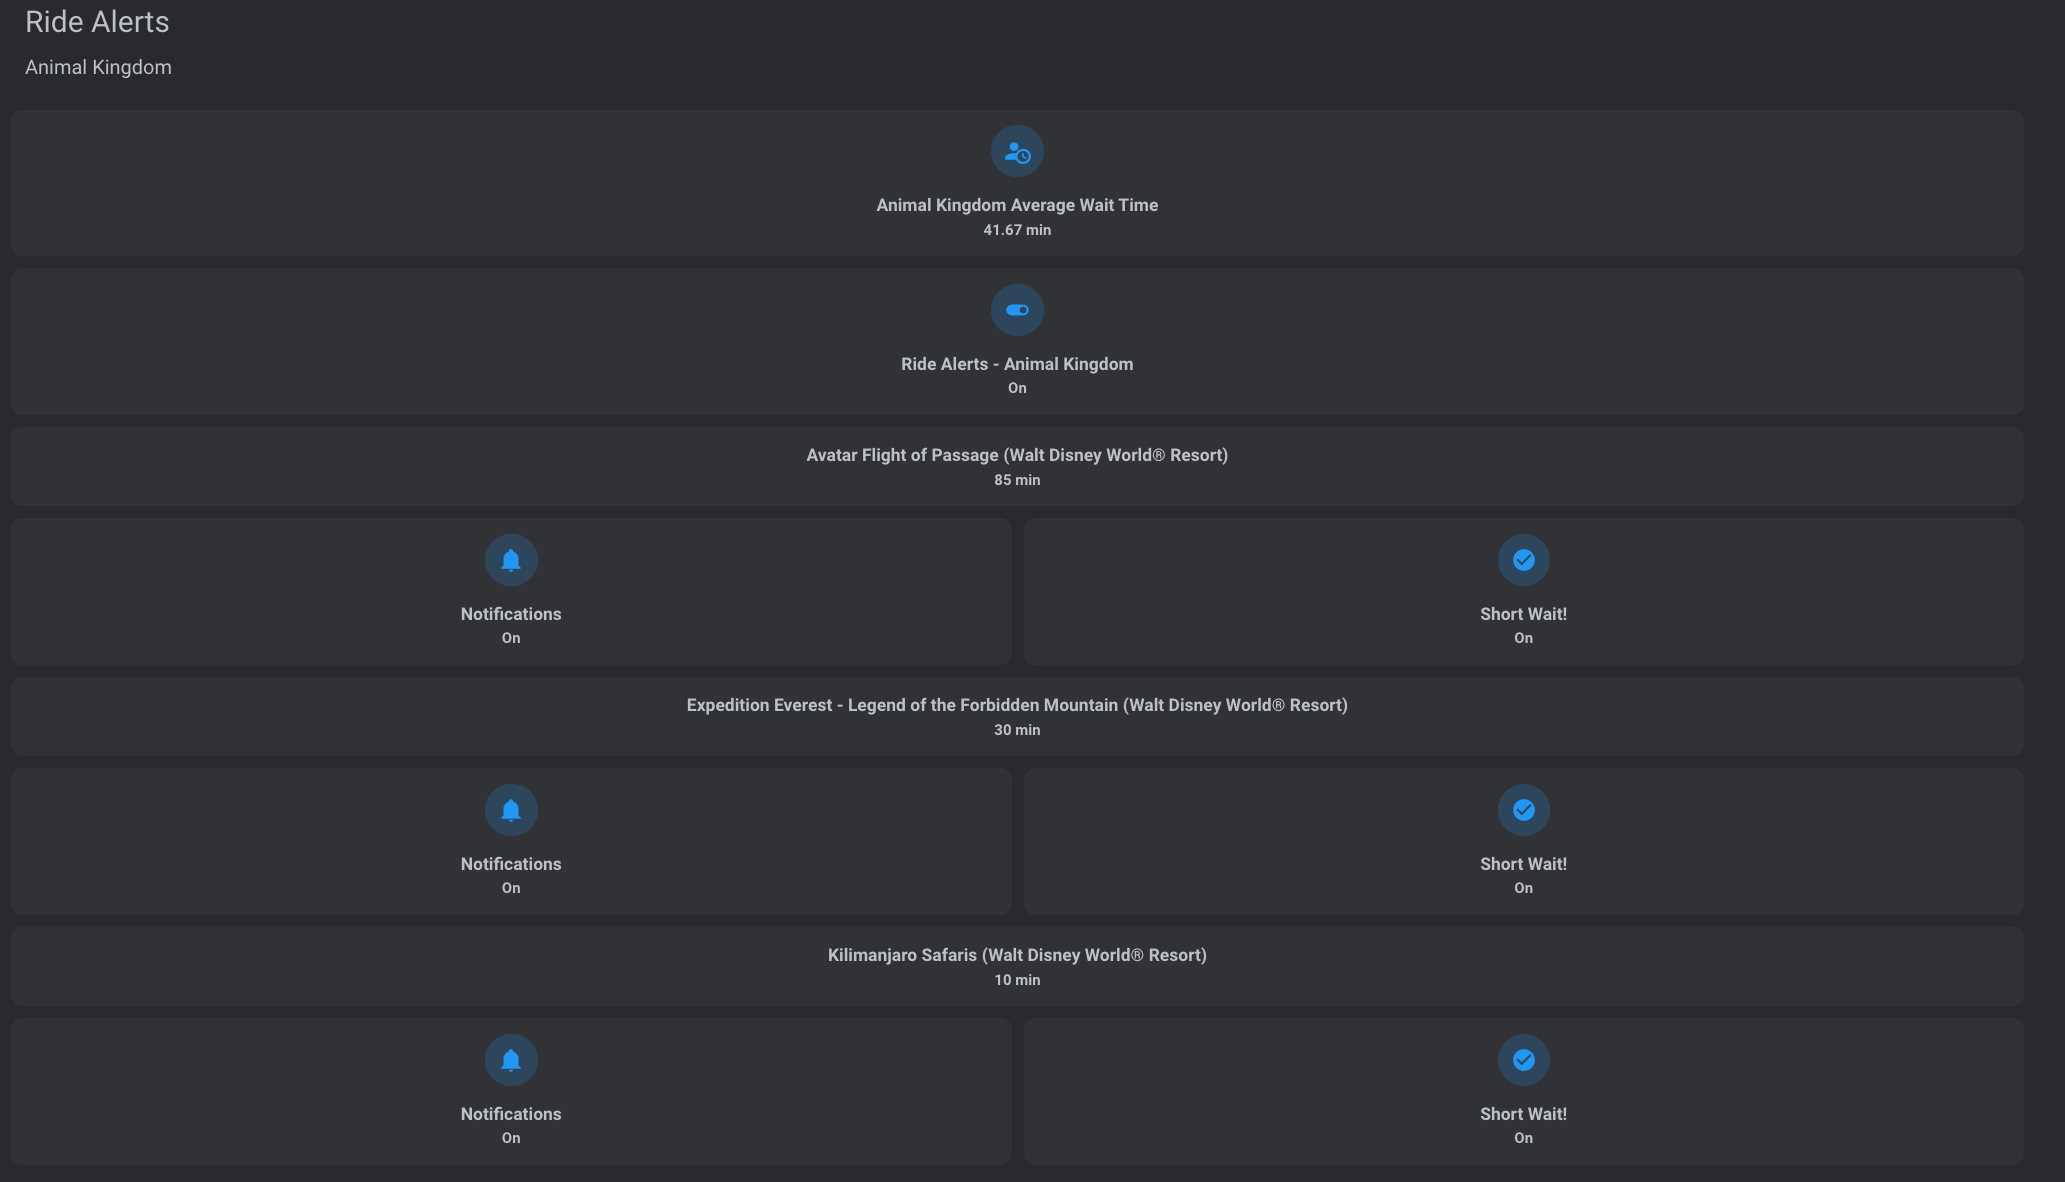 Ride Alerts
Animal Kingdom
Animal Kingdom Average Wait Time
41.67 min
Ride Alerts - Animal Kingdom
On
Avatar Flight of Passage (Walt Disney World® Resort)
85 min
Notifications
On
Short Wait!
On
Expedition Everest - Legend of the Forbidden Mountain (Walt Disney World® Resort)
30 min
Notifications
On
Short Wait!
On
Kilimanjaro Safaris (Walt Disney World® Resort)
10 min
Notifications
On
Short Wait!
On